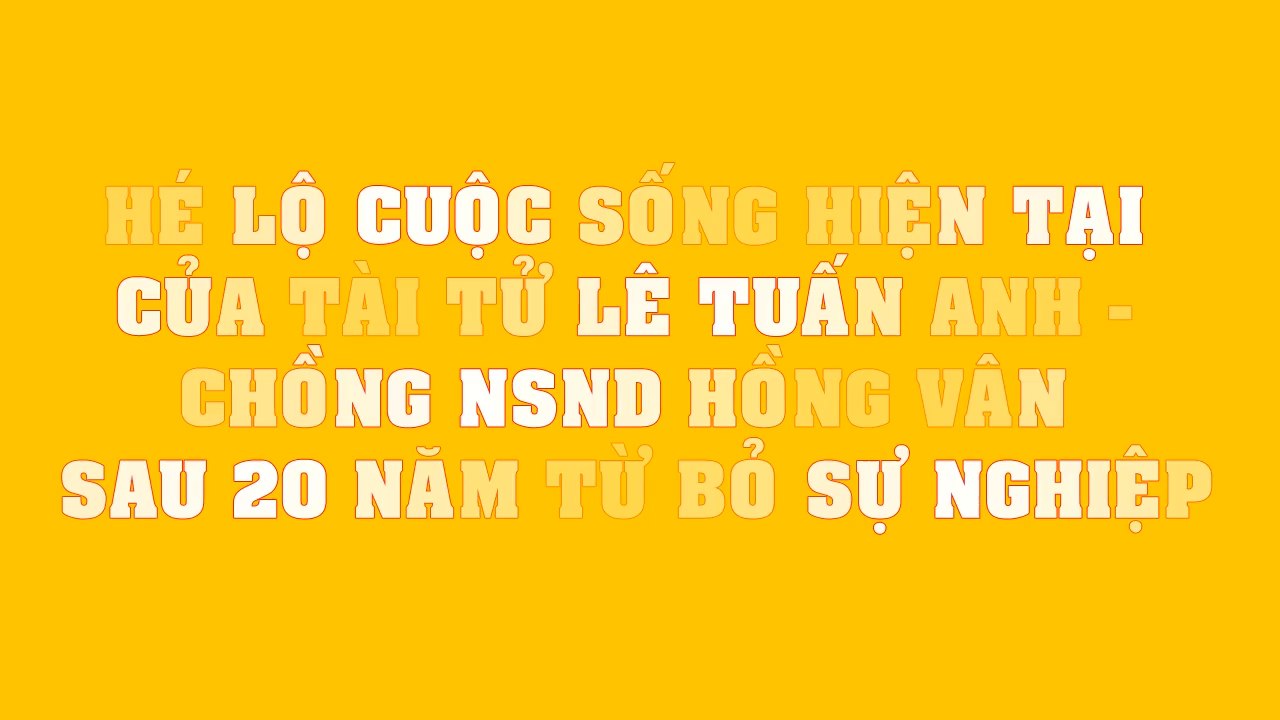 HÉ LỘ CUỘC SỐNG HIỆN TẠI
CỦA TÀI TỬ LÊ TUẤN ANH -
CHỒNG NSND HỒNG VÂN
SAU 20 NĂM TỪ BỎ SỰ NGHIỆP